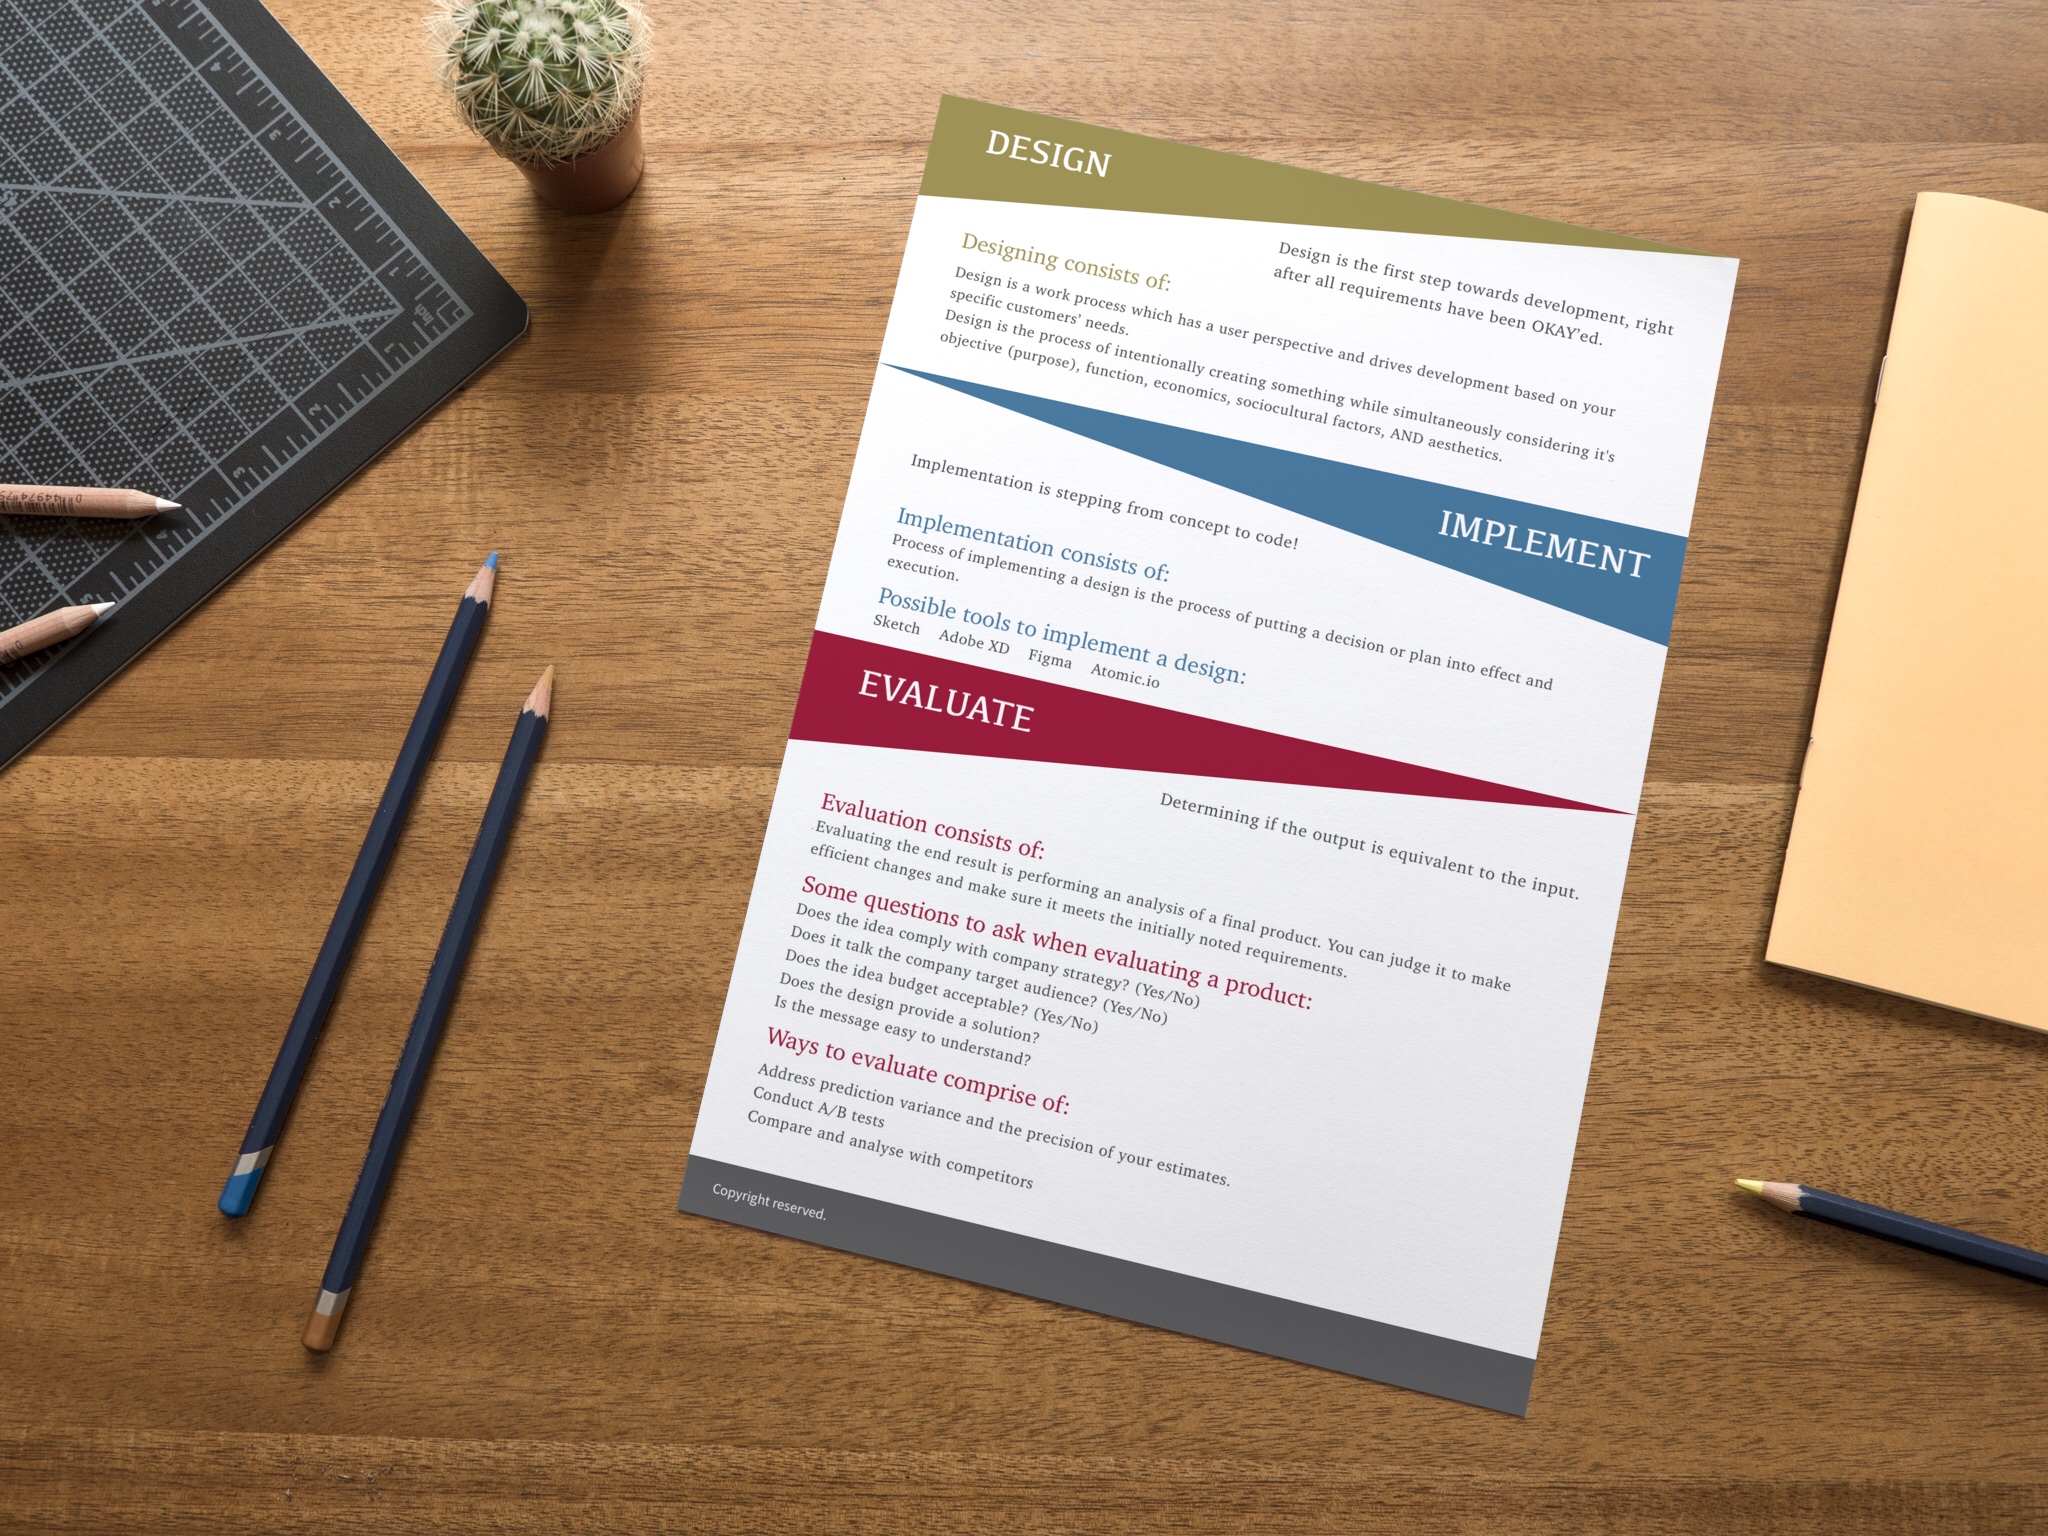 DESIGN
Design is the first step towards development, right
after all requirements have been OKAY'ed.
Designing consists of:
Design is a work process which has a user perspective and drives development based on your
specific customers' needs.
Design is the process of intentionally creating something while simultaneously considering it's
objective (purpose), function, economics, sociocultural factors, AND aesthetics.
IMPLEMENT
Implementation is stepping from concept to code!
Implementation consists of:
Process of implementing a design is the process of putting a decision or plan into effect and
execution.
Possible tools to implement a design:
Sketch Adobe XD Figma Atomic.io
EVALUATE
Determining if the output is equivalent to the input.
Evaluation consists of:
Evaluating the end result is performing an analysis of a final product. You can judge it to make
efficient changes and make sure it meets the initially noted requirements.
Some questions to ask when evaluating a product:
Does the idea comply with company strategy? (Yes/No)
Does it talk the company target audience? (Yes/No)
Does the idea budget acceptable? (Yes/No)
Does the design provide a solution?
Is the message easy to understand?
Ways to evaluate comprise of:
Address prediction variance and the precision of your estimates.
Conduct A/B tests
Compare and analyse with competitors
Copyright reserved.
4
3
2
1
inch
1
2
3